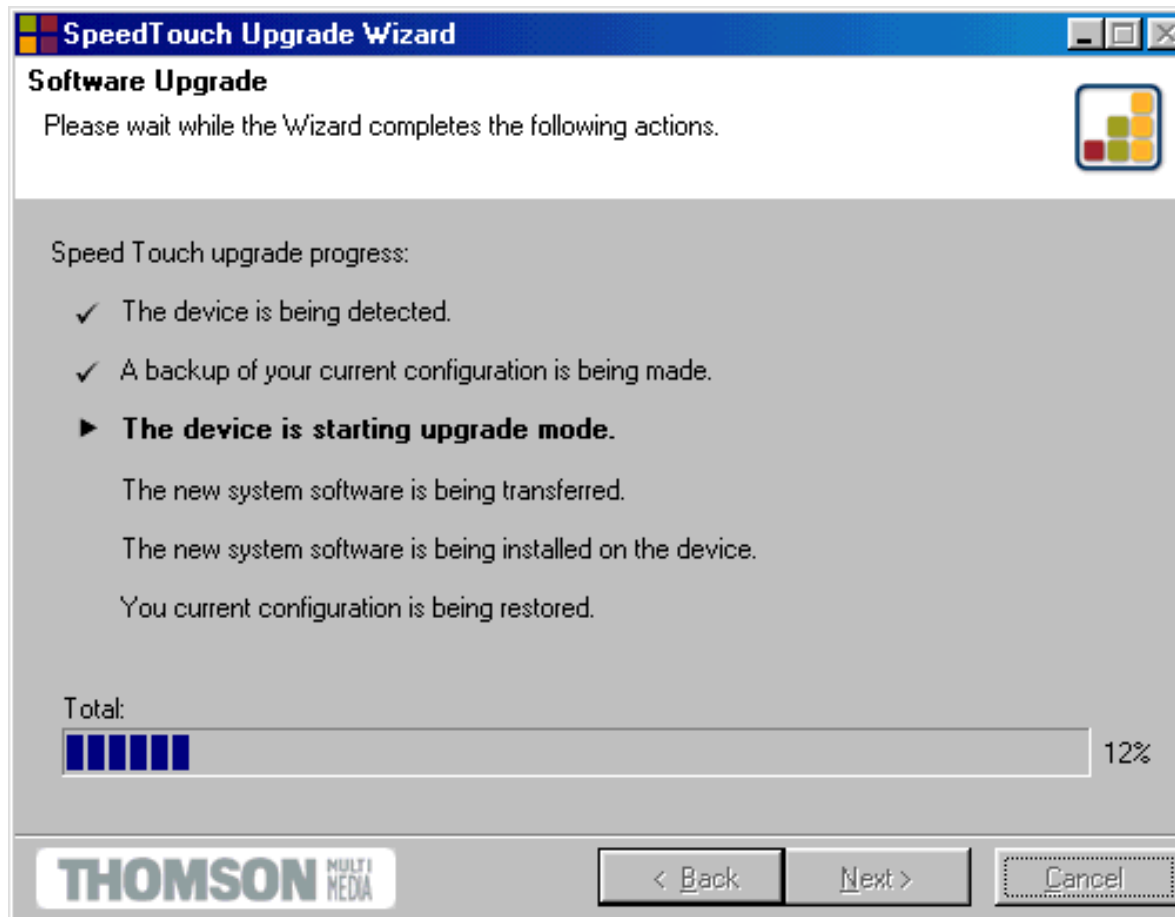 SpeedTouch Upgrade Wizard
Software Upgrade
Please wait while the Wizard completes the following actions.
Speed Touch upgrade progress:
The device is being detected.
A backup of your current configuration is being made.
The device is starting upgrade mode.
The new system software is being transferred.
The new system software is being installed on the device.
You current configuration is being restored.
Total:
12%
THOMSON MULTI MEDIA
< Back Next > Cancel